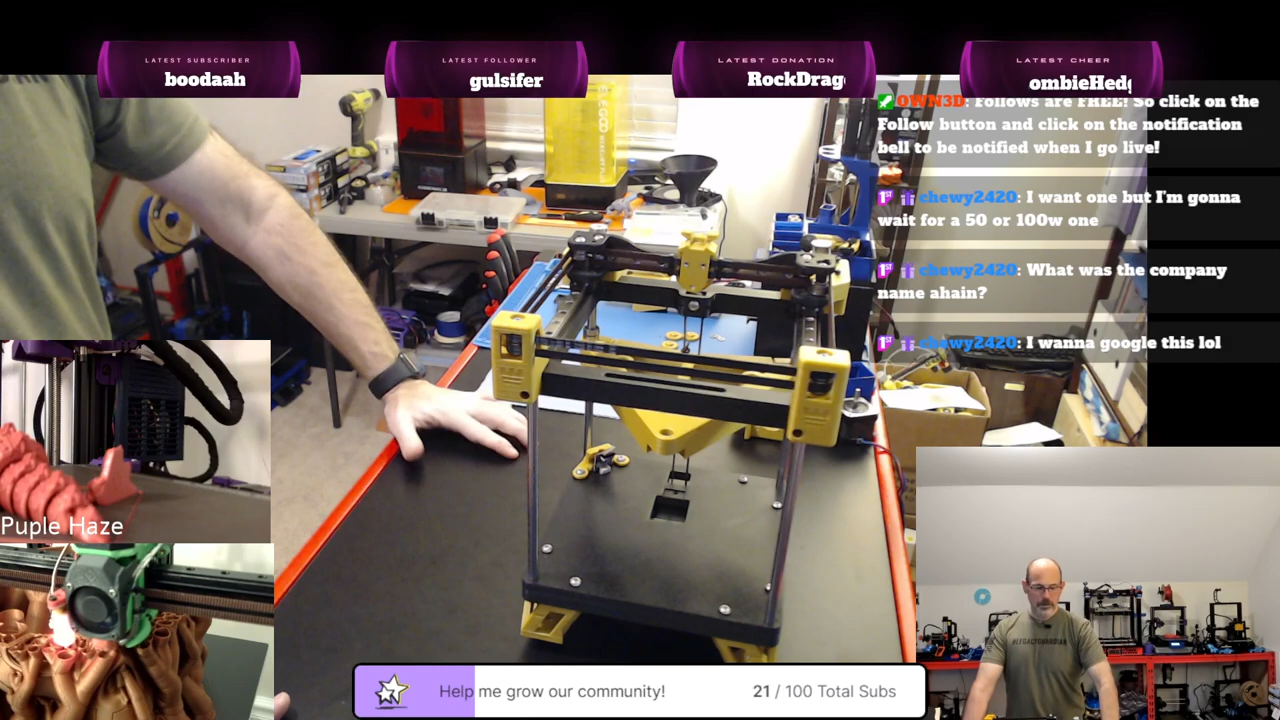 LATEST SUBSCRIBER
boodaah
LATEST FOLLOWER
gulsifer
LATEST DONATION
RockDrag
LATEST CHEER
ombieHedg
OWN3D: Follows are FREE! So click on the
Follow button and click on the notification
bell to be notified when I go live!
chewy2420: I want one but I'm gonna
wait for a 50 or 100w one
chewy2420: What was the company
name ahain?
chewy2420: I wanna google this lol
Puple Haze
#LEGACYGUARDIAN
Help me grow our community!
21 / 100 Total Subs